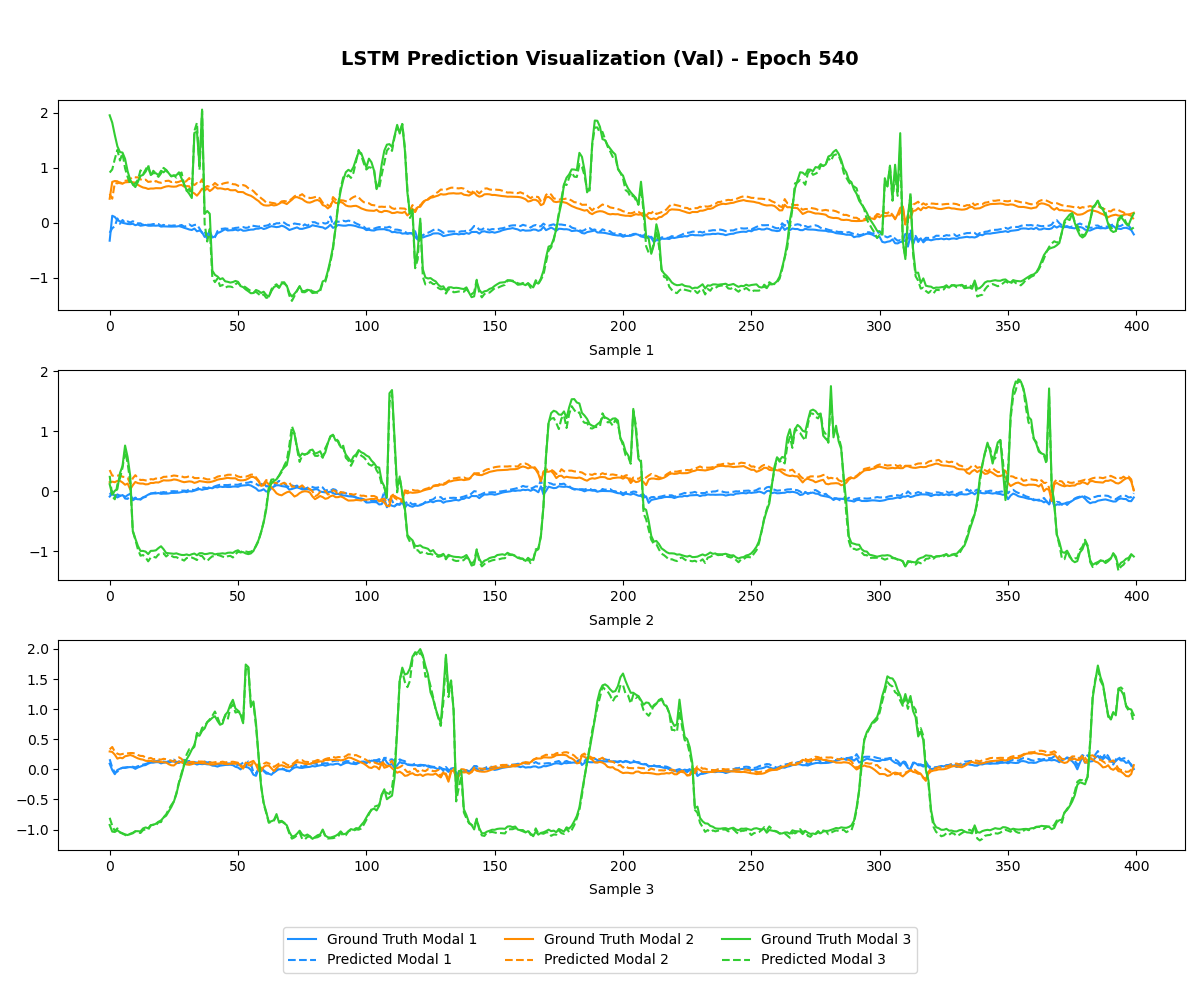 LSTM Prediction Visualization (Val) - Epoch 540
2
1
0
−1
0 50 100 150 200 250 300 350 400
Sample 1
2
1
0
−1
0 50 100 150 200 250 300 350 400
Sample 2
2.0
1.5
1.0
0.5
0.0
−0.5
−1.0
0 50 100 150 200 250 300 350 400
Sample 3
Ground Truth Modal 1 Ground Truth Modal 2 Ground Truth Modal 3
Predicted Modal 1 Predicted Modal 2 Predicted Modal 3